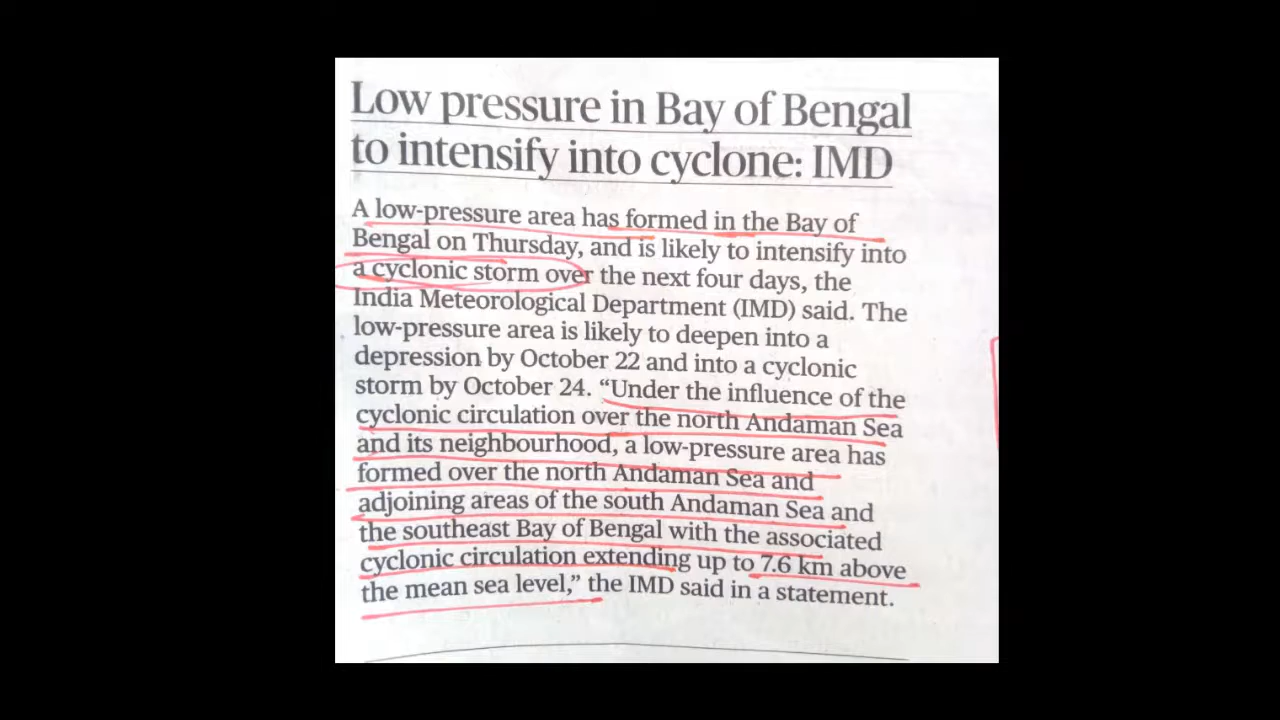 Low pressure in Bay of Bengal
to intensify into cyclone: IMD
A low-pressure area has formed in the Bay of
Bengal on Thursday, and is likely to intensify into
a cyclonic storm over the next four days, the
India Meteorological Department (IMD) said. The
low-pressure area is likely to deepen into a
depression by October 22 and into a cyclonic
storm by October 24. “Under the influence of the
cyclonic circulation over the north Andaman Sea
and its neighbourhood, a low-pressure area has
formed over the north Andaman Sea and
adjoining areas of the south Andaman Sea and
the southeast Bay of Bengal with the associated
cyclonic circulation extending up to 7.6 km above
the mean sea level,” the IMD said in a statement.